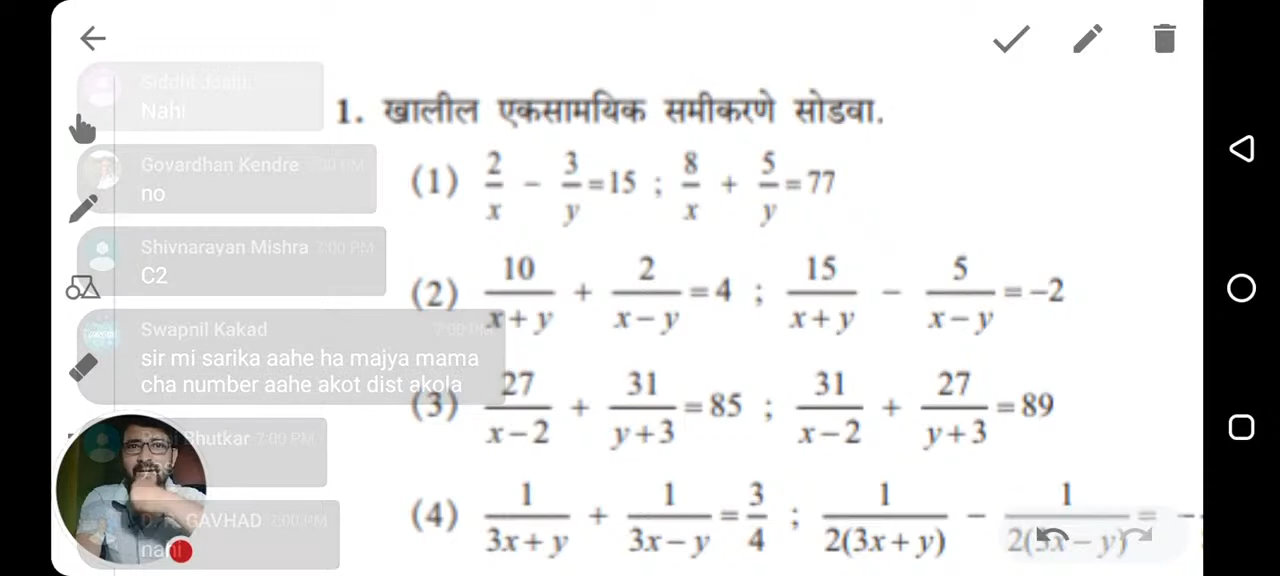 Siddhi Joshi
Nahi
Govardhan Kendre 7:00 PM
no
Shivnarayan Mishra 7:00 PM
C2
Swapnil Kakad 7:00 PM
sir mi sarika aahe ha majya mama
cha number aahe akot dist akola
Bhutkar 7:00 PM
GAVHAD 7:00 PM
nahi
1. खालील एकसामयिक समीकरणे सोडवा.
(1) 2/x - 3/y = 15 ; 8/x + 5/y = 77
(2) 10/(x+y) + 2/(x-y) = 4 ; 15/(x+y) - 5/(x-y) = -2
(3) 27/(x-2) + 31/(y+3) = 85 ; 31/(x-2) + 27/(y+3) = 89
(4) 1/(3x+y) + 1/(3x-y) = 3/4 ; 1/2(3x+y) - 1/2(3x-y) = -